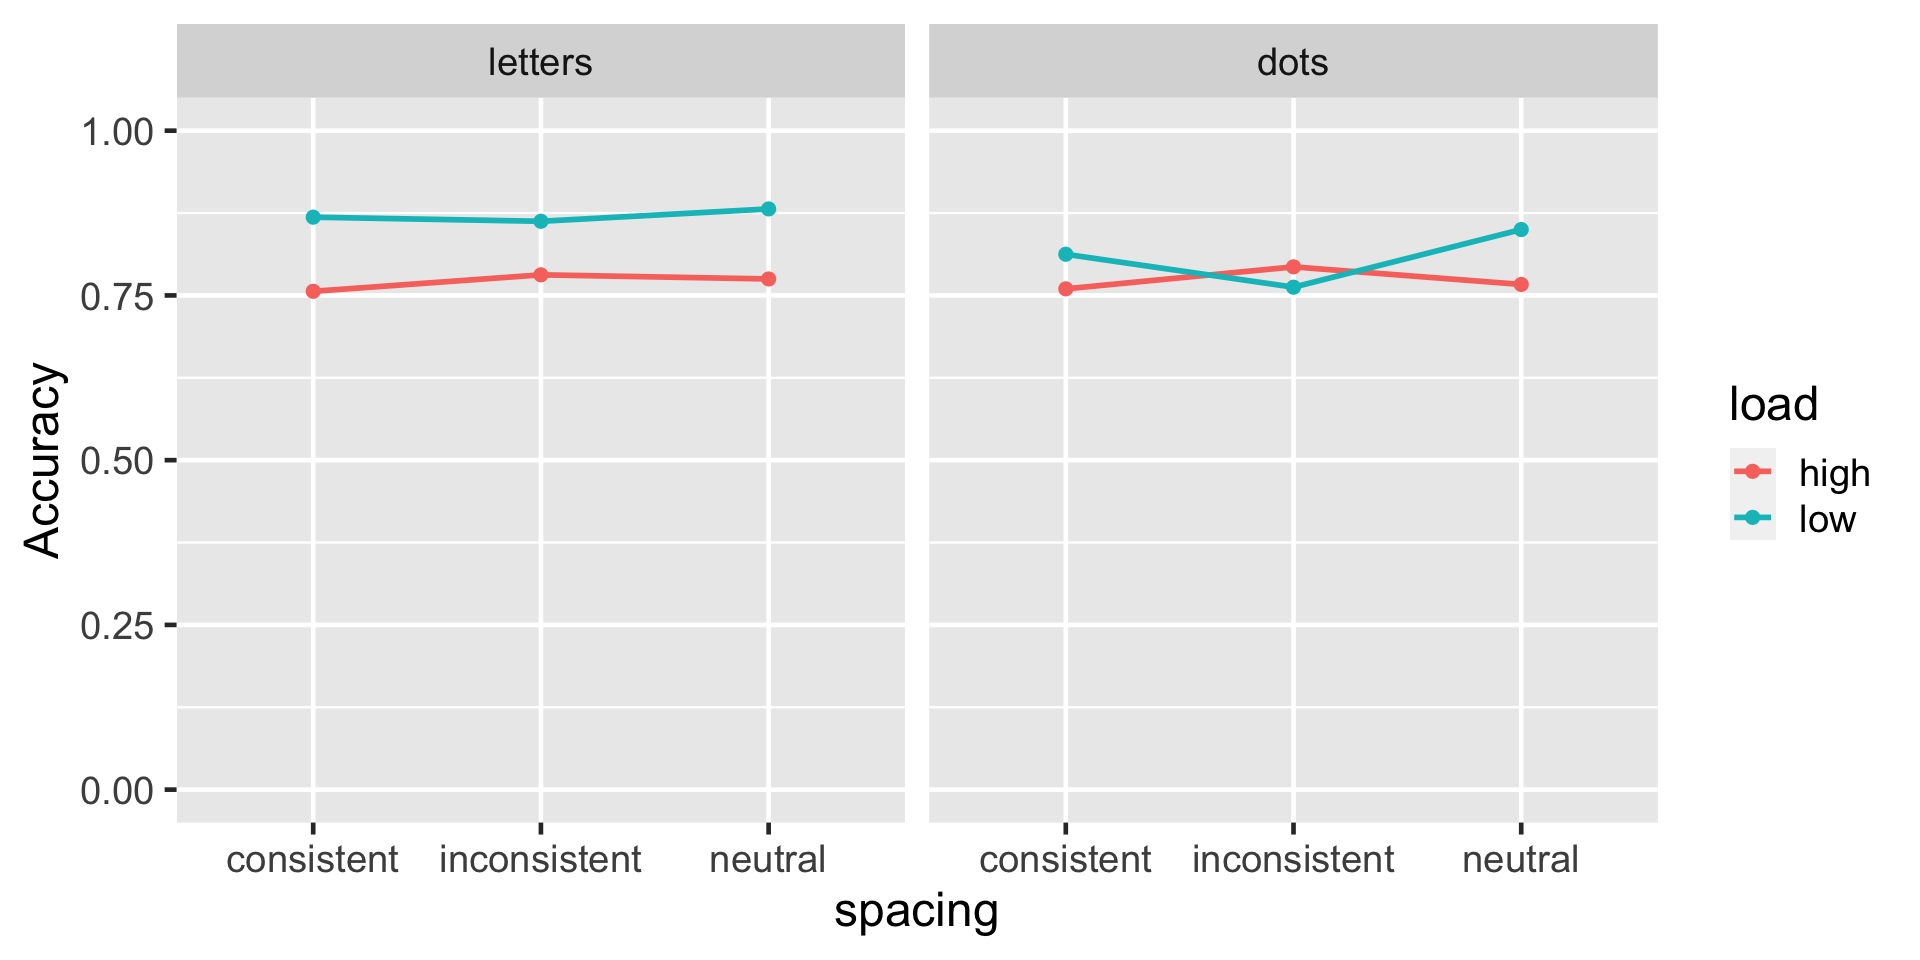 letters
dots
1.00
0.75
0.50
0.25
0.00
Accuracy
consistent inconsistent neutral
consistent inconsistent neutral
spacing
load
high
low